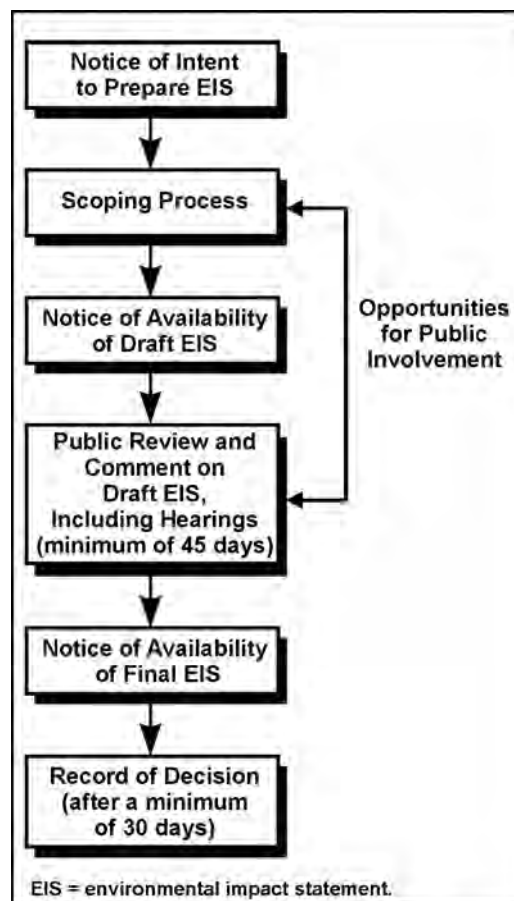 Notice of Intent
to Prepare EIS
Scoping Process
Opportunities
for Public
Involvement
Notice of Availability
of Draft EIS
Public Review and
Comment on
Draft EIS,
Including Hearings
(minimum of 45 days)
Notice of Availability
of Final EIS
Record of Decision
(after a minimum
of 30 days)
EIS = environmental impact statement.